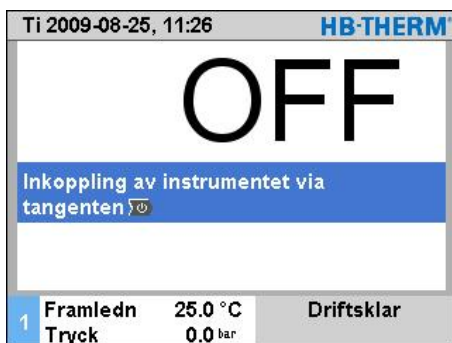 Ti 2009-08-25, 11:26 HB-THERM
OFF
Inkoppling av instrumentet via
tangenten
1 Framledn 25.0 °C Driftsklar
Tryck 0.0 bar